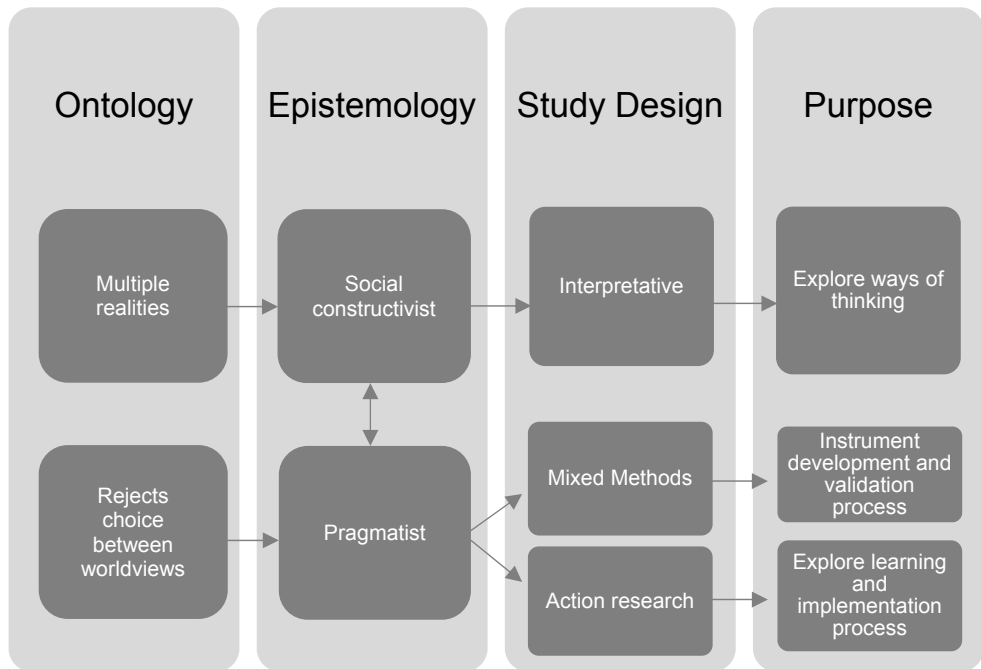 Ontology
Epistemology
Study Design
Purpose
Multiple
realities
Social
constructivist
Interpretative
Explore ways of
thinking
Rejects
choice
between
worldviews
Pragmatist
Mixed Methods
Instrument
development and
validation
process
Action research
Explore learning
and
implementation
process